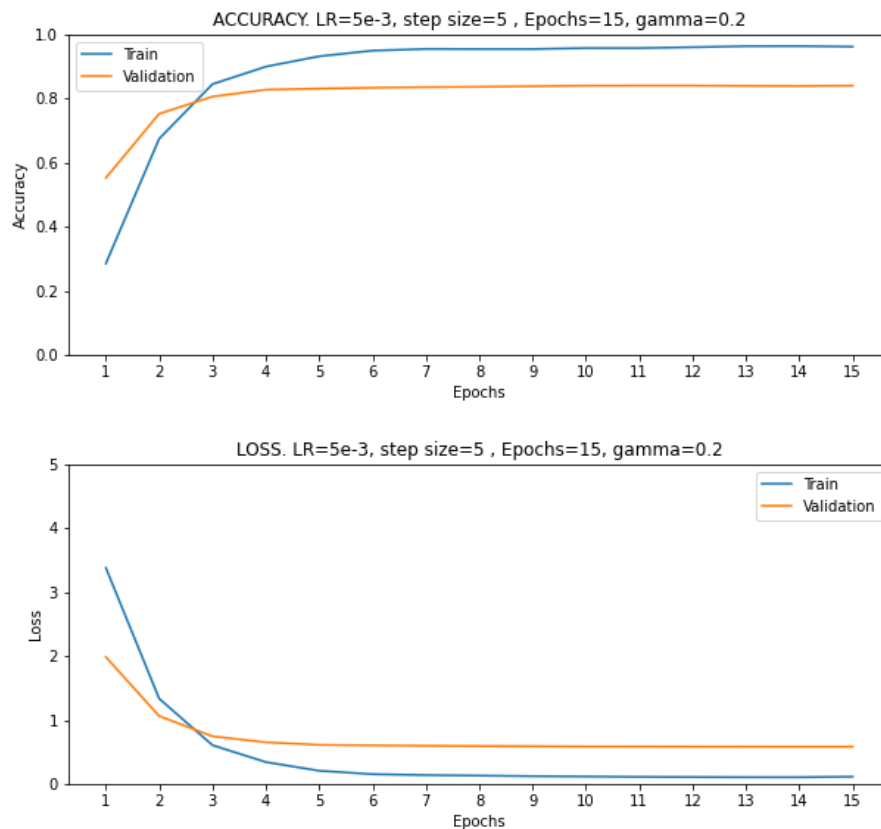 ACCURACY. LR=5e-3, step size=5 , Epochs=15, gamma=0.2
1.0
Train
Validation
0.8
0.6
Accuracy
0.4
0.2
0.0
1 2 3 4 5 6 7 8 9 10 11 12 13 14 15
Epochs
LOSS. LR=5e-3, step size=5 , Epochs=15, gamma=0.2
5
Train
Validation
4
3
Loss
2
1
0
1 2 3 4 5 6 7 8 9 10 11 12 13 14 15
Epochs